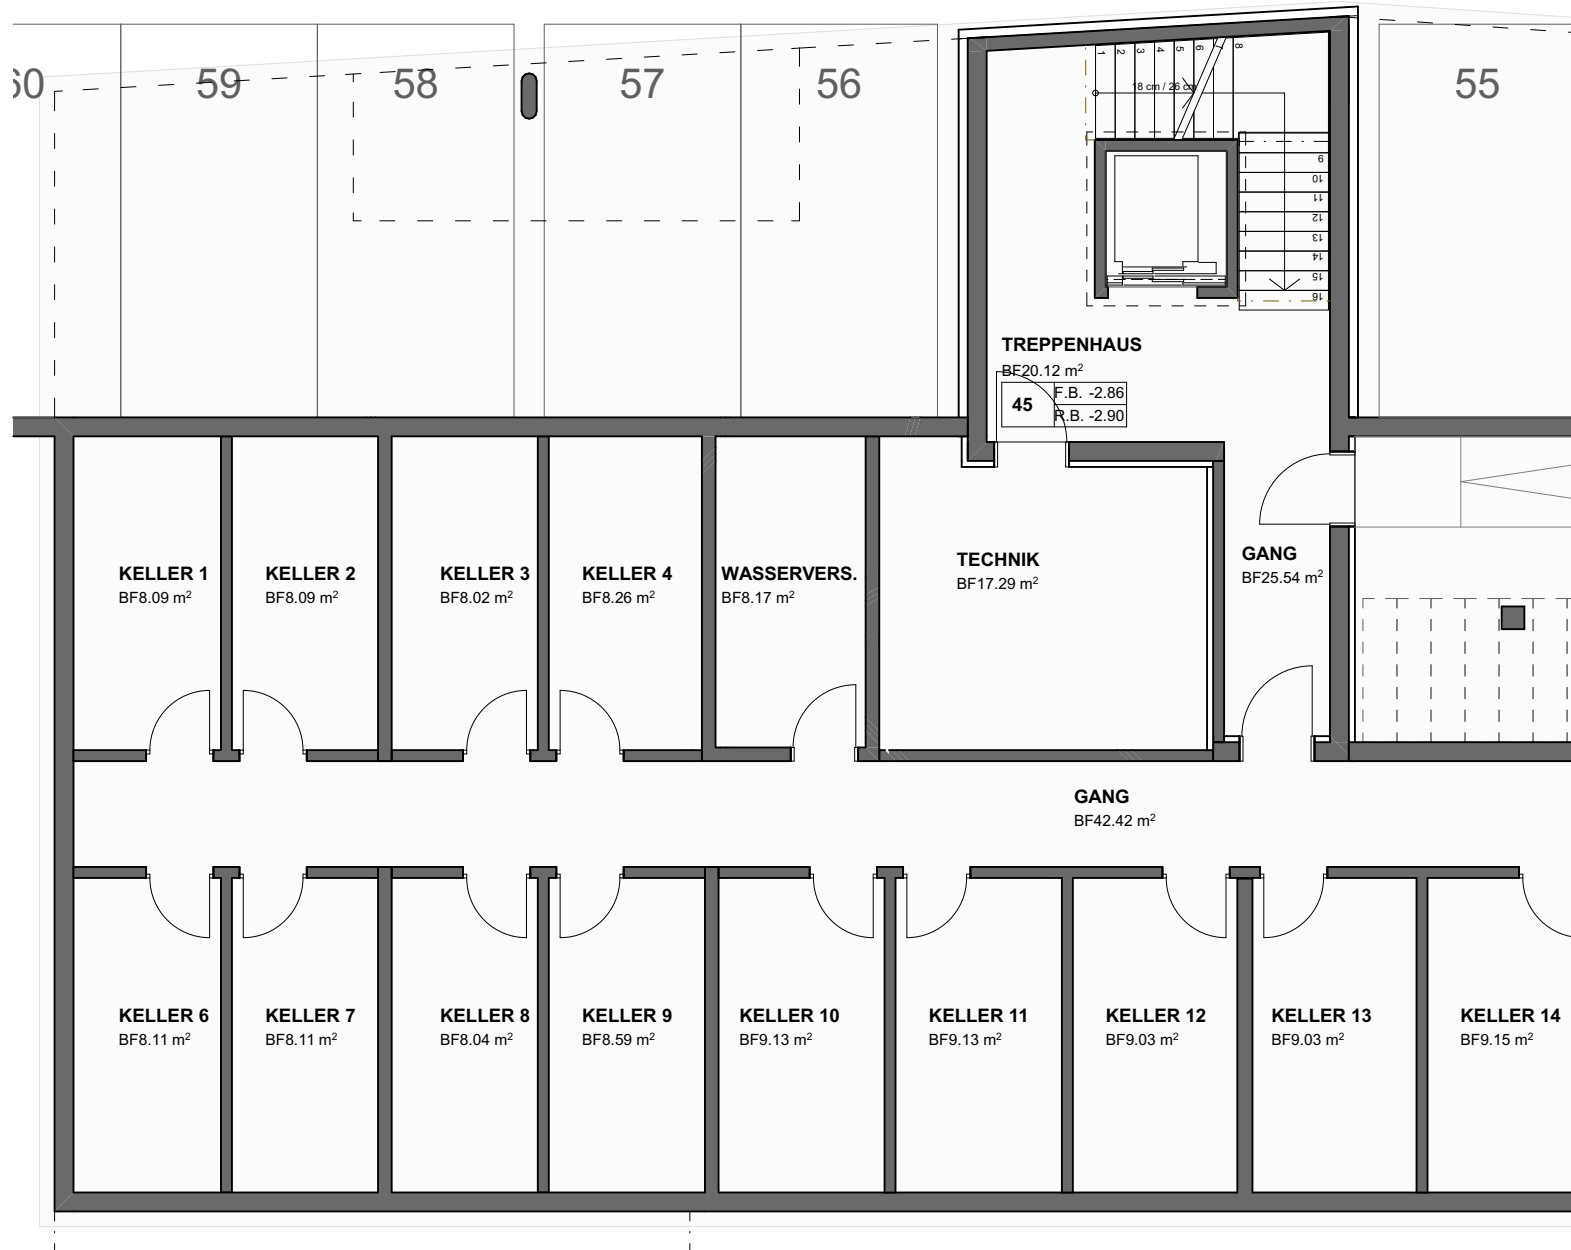 59
58
57
56
55
1
2
3
4
5
6
8
18 cm / 26 cm
9
10
11
12
13
14
15
16
TREPPENHAUS
BF20.12 m²
45
F.B. -2.86
R.B. -2.90
KELLER 1
BF8.09 m²
KELLER 2
BF8.09 m²
KELLER 3
BF8.02 m²
KELLER 4
BF8.26 m²
WASSERVERS.
BF8.17 m²
TECHNIK
BF17.29 m²
GANG
BF25.54 m²
GANG
BF42.42 m²
KELLER 6
BF8.11 m²
KELLER 7
BF8.11 m²
KELLER 8
BF8.04 m²
KELLER 9
BF8.59 m²
KELLER 10
BF9.13 m²
KELLER 11
BF9.13 m²
KELLER 12
BF9.03 m²
KELLER 13
BF9.03 m²
KELLER 14
BF9.15 m²